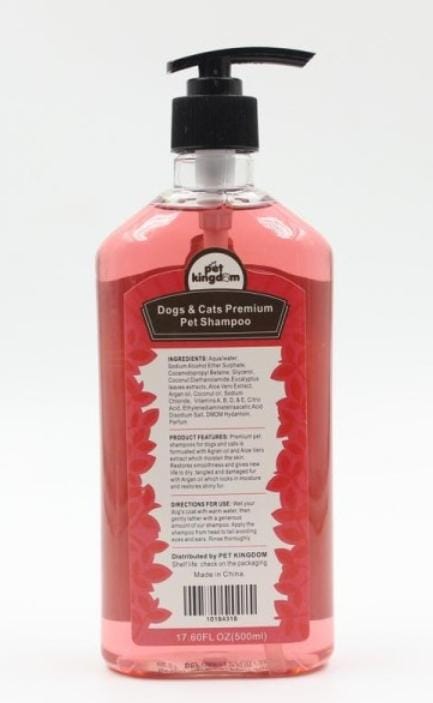 pet
kingdom
Dogs & Cats Premium
Pet Shampoo
INGREDIENTS: Aqua/water,
Sodium Alcohol Ether Sulphate,
Cocamidopropyl Betaine, Glycerol,
Coconut Diethanolamide, Eucalyptus
leaves extracts, Aloe Vera Extract,
Argan oil, Coconut oil, Sodium
Chloride, Vitamins A, B, D, & E, Citric
Acid, Ethylenediaminetetraacetic Acid
Disodium Salt, DMDM Hydantoin,
Parfum
PRODUCT FEATURES: Premium pet
shampoos for dogs and cats is
formulated with Agran oil and Aloe Vera
extract which moisten the skin.
Restores smoothness and gives new
life to dry, tangled and damaged fur
with Argan oil which locks in moisture
and restores shiny fur.
DIRECTIONS FOR USE: Wet your
dog's coat with warm water, then
gently lather with a generous
amount of our shampoo. Apply the
shampoo from head to tail avoiding
eyes and ears. Rinse thoroughly
Distributed by PET KINGDOM
Shelf life: check on the packaging
Made in China.
10184318
17.60FL OZ(500ml)